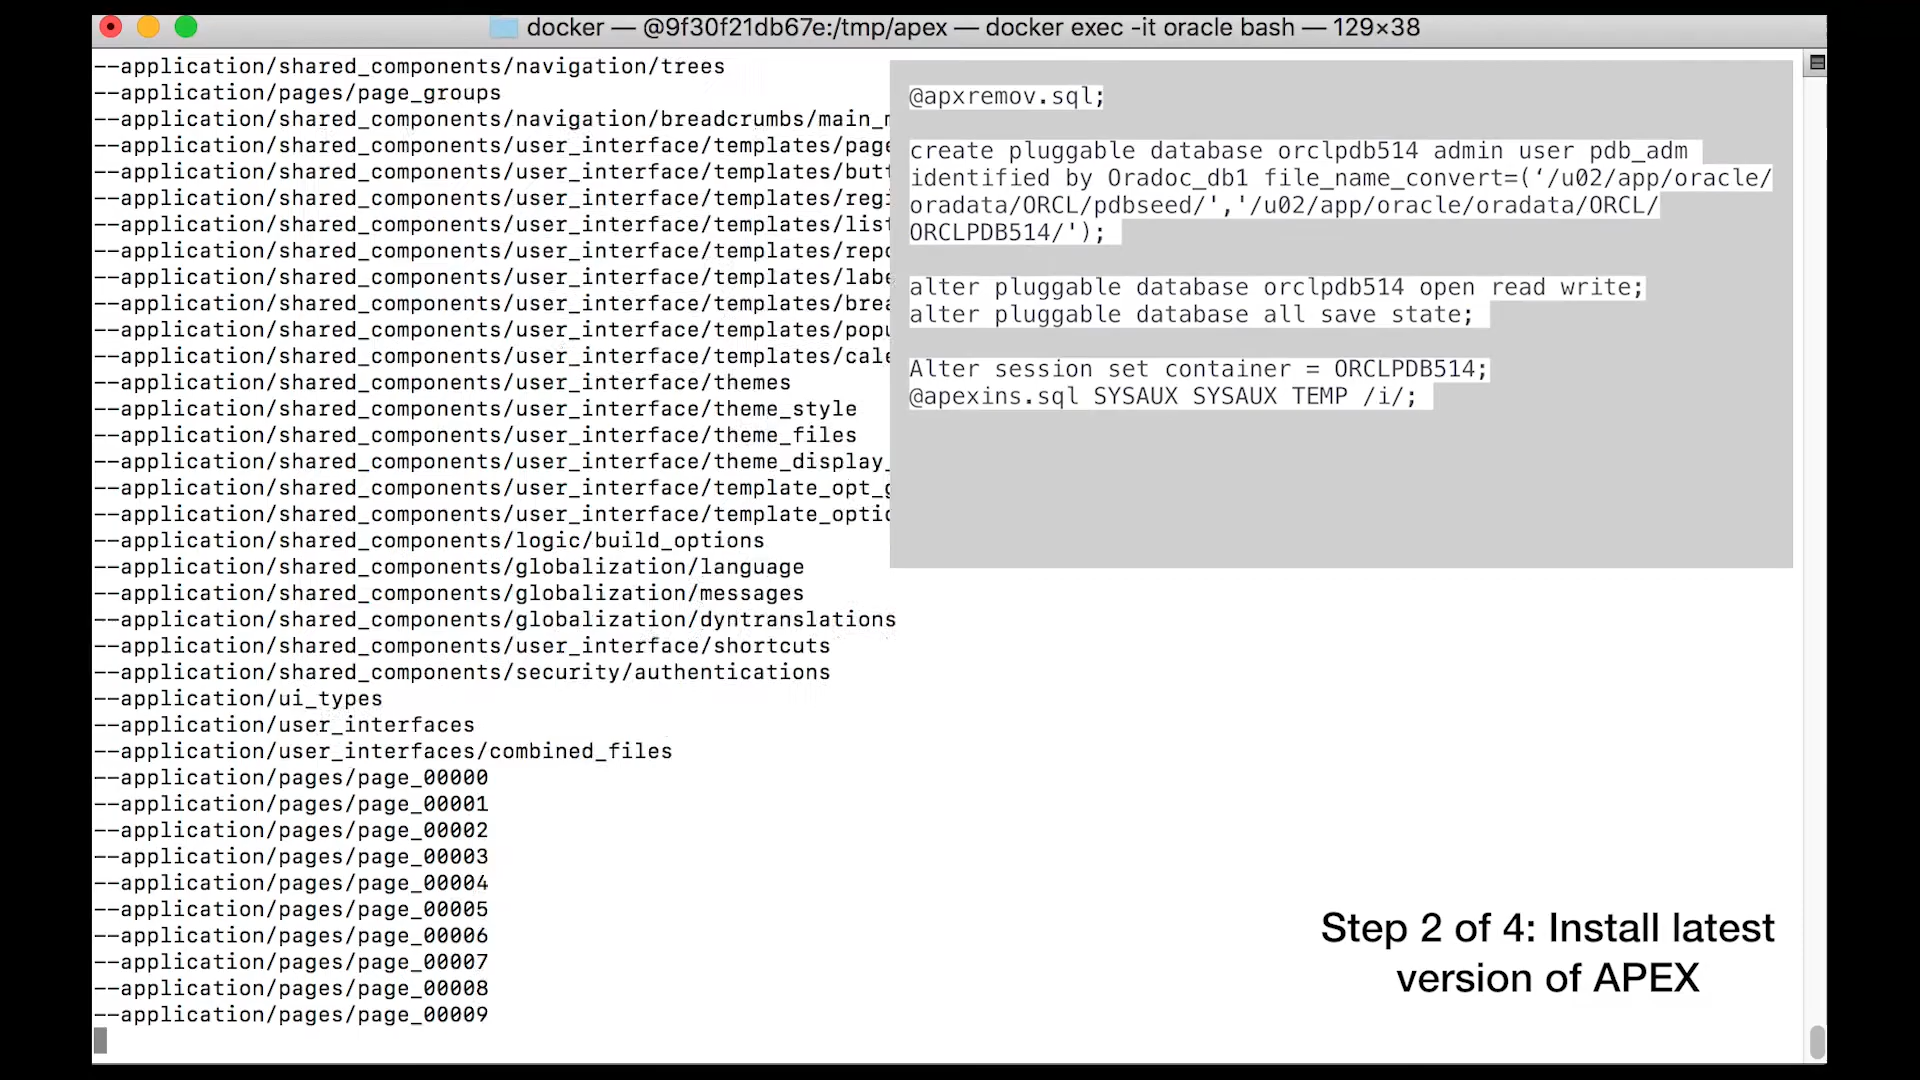 docker — @9f30f21db67e:/tmp/apex — docker exec -it oracle bash — 129×38
--application/shared_components/navigation/trees
--application/pages/page_groups
--application/shared_components/navigation/breadcrumbs/main_m
--application/shared_components/user_interface/templates/page
--application/shared_components/user_interface/templates/butt
--application/shared_components/user_interface/templates/regi
--application/shared_components/user_interface/templates/list
--application/shared_components/user_interface/templates/repo
--application/shared_components/user_interface/templates/labe
--application/shared_components/user_interface/templates/brea
--application/shared_components/user_interface/templates/popu
--application/shared_components/user_interface/templates/cale
--application/shared_components/user_interface/themes
--application/shared_components/user_interface/theme_style
--application/shared_components/user_interface/theme_files
--application/shared_components/user_interface/theme_display_
--application/shared_components/user_interface/template_opt_g
--application/shared_components/user_interface/template_optio
--application/shared_components/logic/build_options
--application/shared_components/globalization/language
--application/shared_components/globalization/messages
--application/shared_components/globalization/dyntranslations
--application/shared_components/user_interface/shortcuts
--application/shared_components/security/authentications
--application/ui_types
--application/user_interfaces
--application/user_interfaces/combined_files
--application/pages/page_00000
--application/pages/page_00001
--application/pages/page_00002
--application/pages/page_00003
--application/pages/page_00004
--application/pages/page_00005
--application/pages/page_00006
--application/pages/page_00007
--application/pages/page_00008
--application/pages/page_00009
@apxremov.sql;
create pluggable database orclpdb514 admin user pdb_adm
identified by Oradoc_db1 file_name_convert=(‘/u02/app/oracle/
oradata/ORCL/pdbseed/','/u02/app/oracle/oradata/ORCL/
ORCLPDB514/');
alter pluggable database orclpdb514 open read write;
alter pluggable database all save state;
Alter session set container = ORCLPDB514;
@apexins.sql SYSAUX SYSAUX TEMP /i/;
Step 2 of 4: Install latest
version of APEX